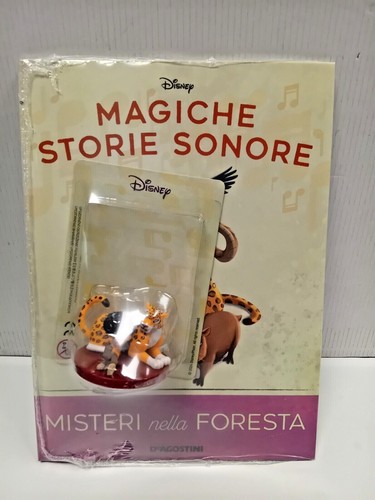 Disney
MAGICHE
STORIE SONORE
Disney
MISTERI nella FORESTA
DeAGOSTINI